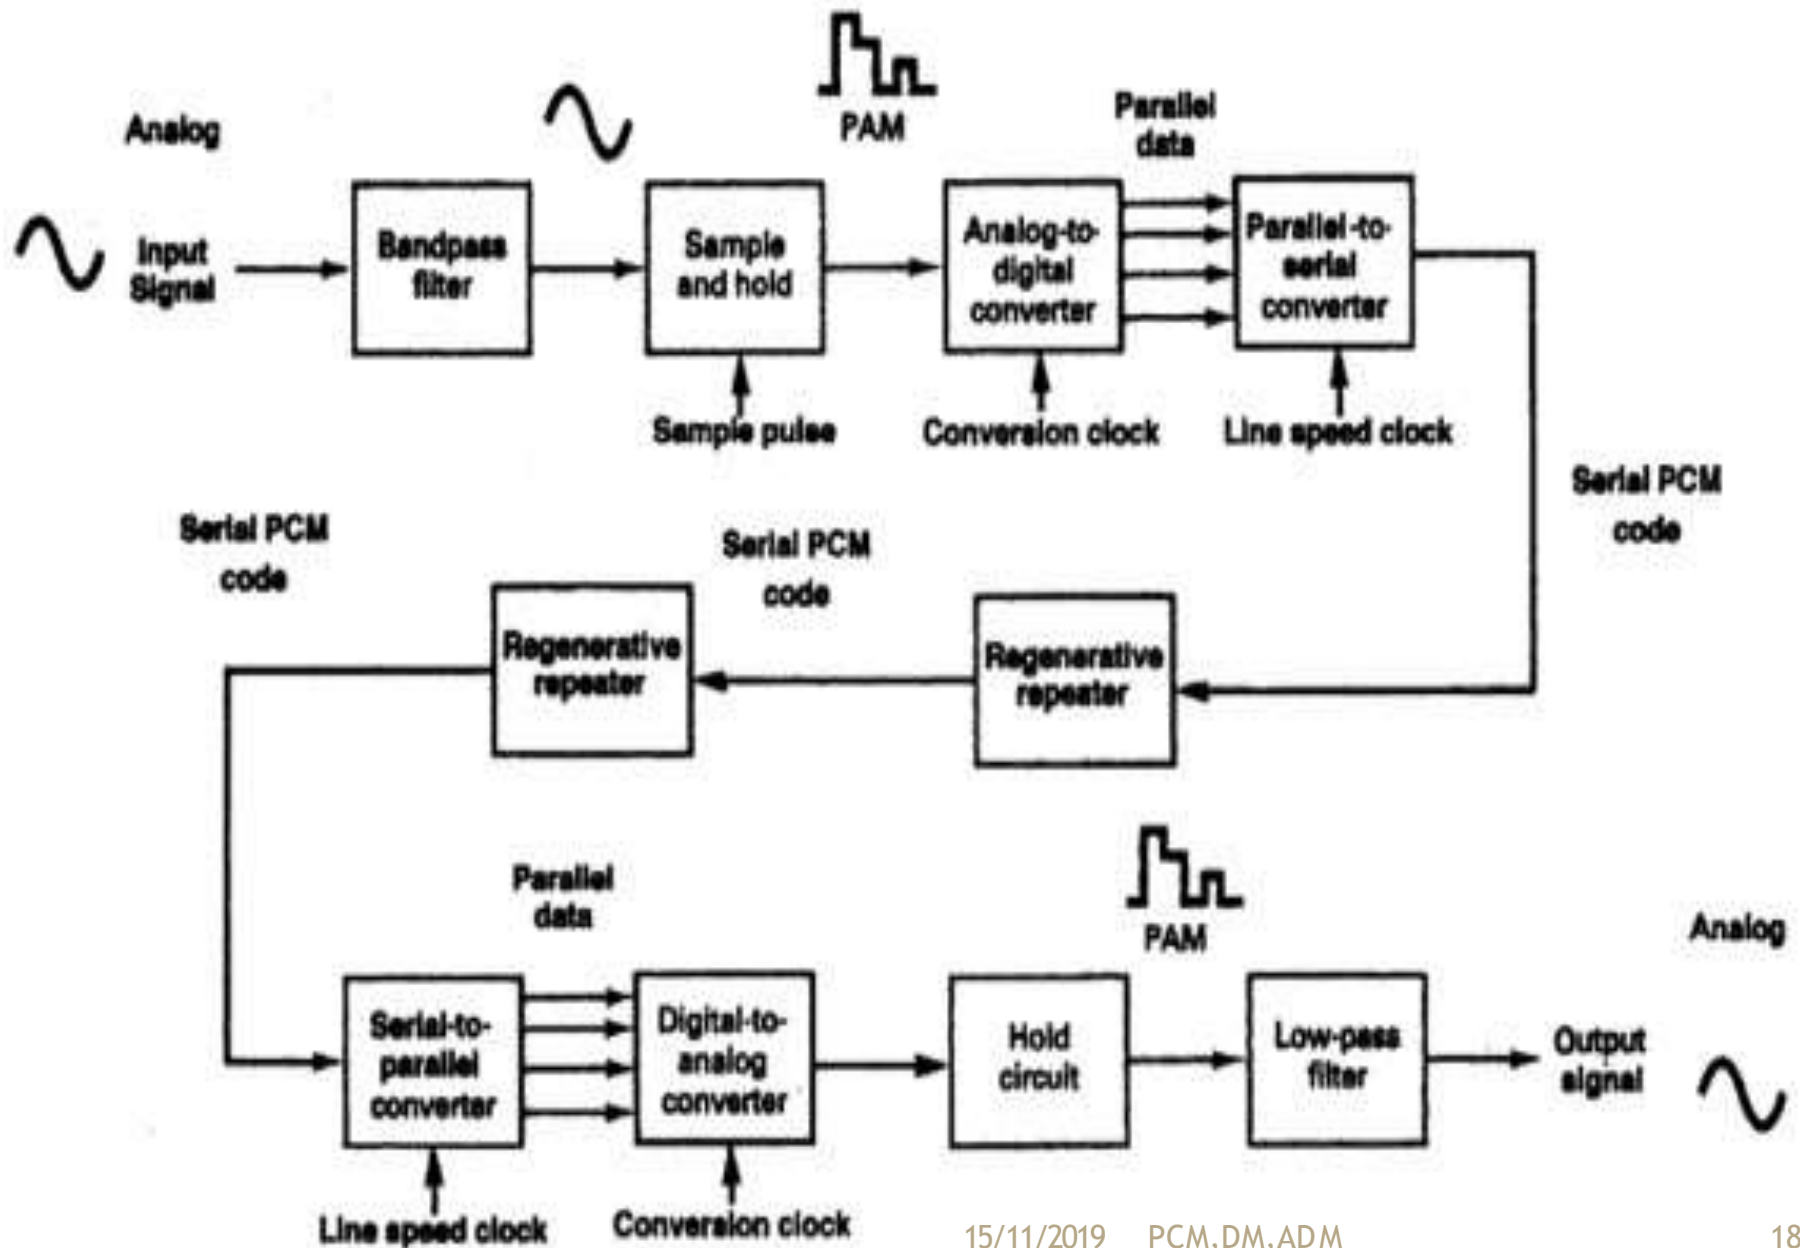 PAM
Analog
Parallel
data
Input
Signal
Bandpass
filter
Sample
and hold
Analog-to-
digital
converter
Parallel-to-
serial
converter
Sample pulse
Conversion clock
Line speed clock
Serial PCM
code
Serial PCM
code
Serial PCM
code
Regenerative
repeater
Regenerative
repeater
Parallel
data
PAM
Analog
Serial-to-
parallel
converter
Digital-to-
analog
converter
Hold
circuit
Low-pass
filter
Output
signal
Line speed clock
Conversion clock
15/11/2019 PCM,DM,ADM 18